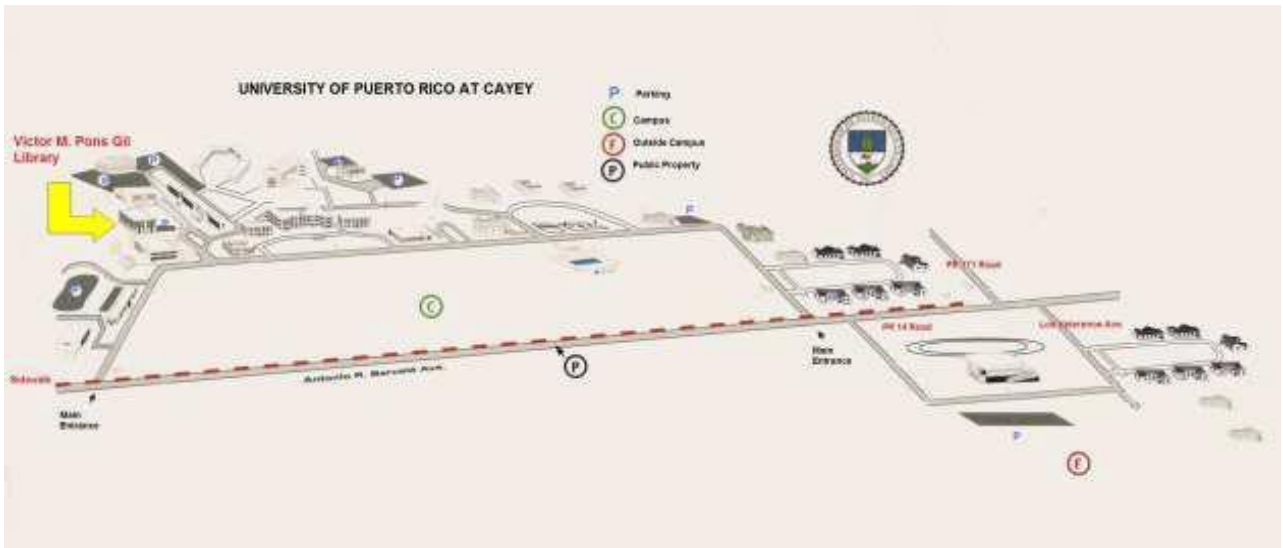 UNIVERSITY OF PUERTO RICO AT CAYEY
P Parking
C Campus
F Outside Campus
P Public Property
Victor M. Pons Gil
Library
P
P
P
P
P
C
PR 14 Road
Main
Entrance
Sidewalk
Antonio R. Barceló Ave.
P
Main
Entrance
P
F